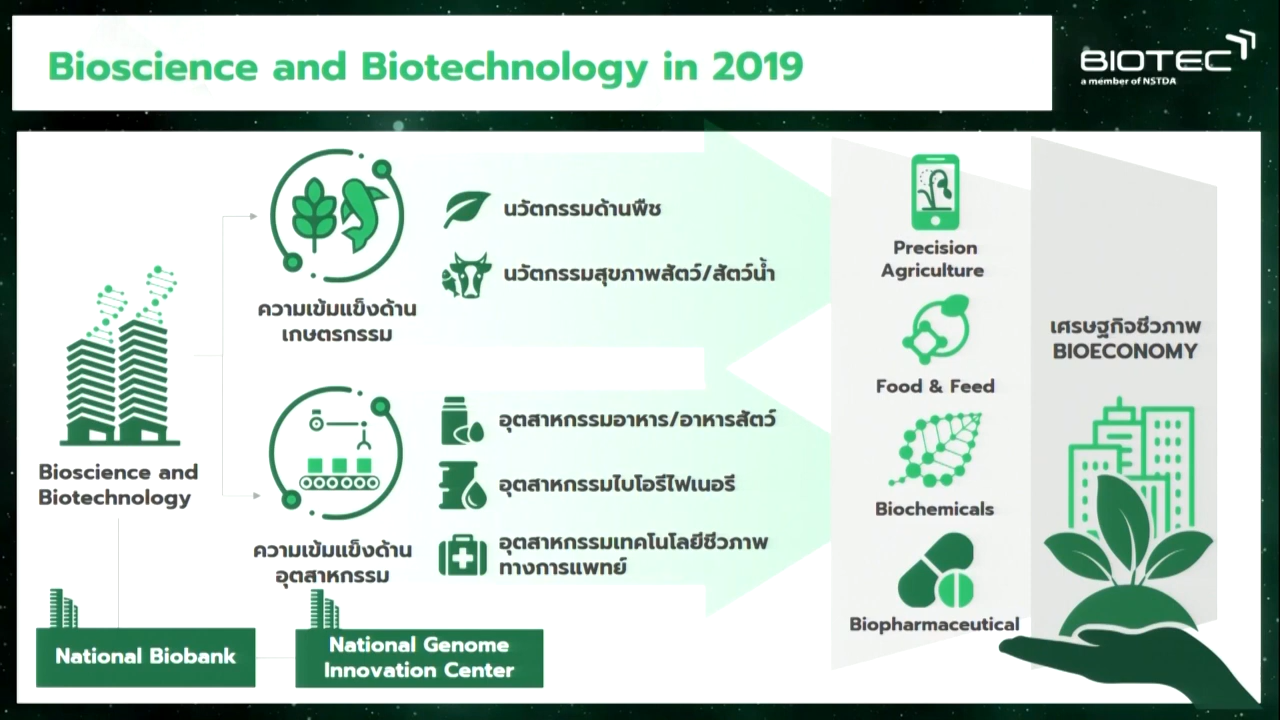 Bioscience and Biotechnology in 2019
BIOTEC
a member of NSTDA
Bioscience and
Biotechnology
ความเข้มแข็งด้าน
เกษตรกรรม
นวัตกรรมด้านพืช
นวัตกรรมสุขภาพสัตว์/สัตว์น้ำ
ความเข้มแข็งด้าน
อุตสาหกรรม
อุตสาหกรรมอาหาร/อาหารสัตว์
อุตสาหกรรมไบโอรีไฟเนอรี
อุตสาหกรรมเทคโนโลยีชีวภาพ
ทางการแพทย์
National Biobank
National Genome
Innovation Center
Precision
Agriculture
Food & Feed
Biochemicals
Biopharmaceutical
เศรษฐกิจชีวภาพ
BIOECONOMY